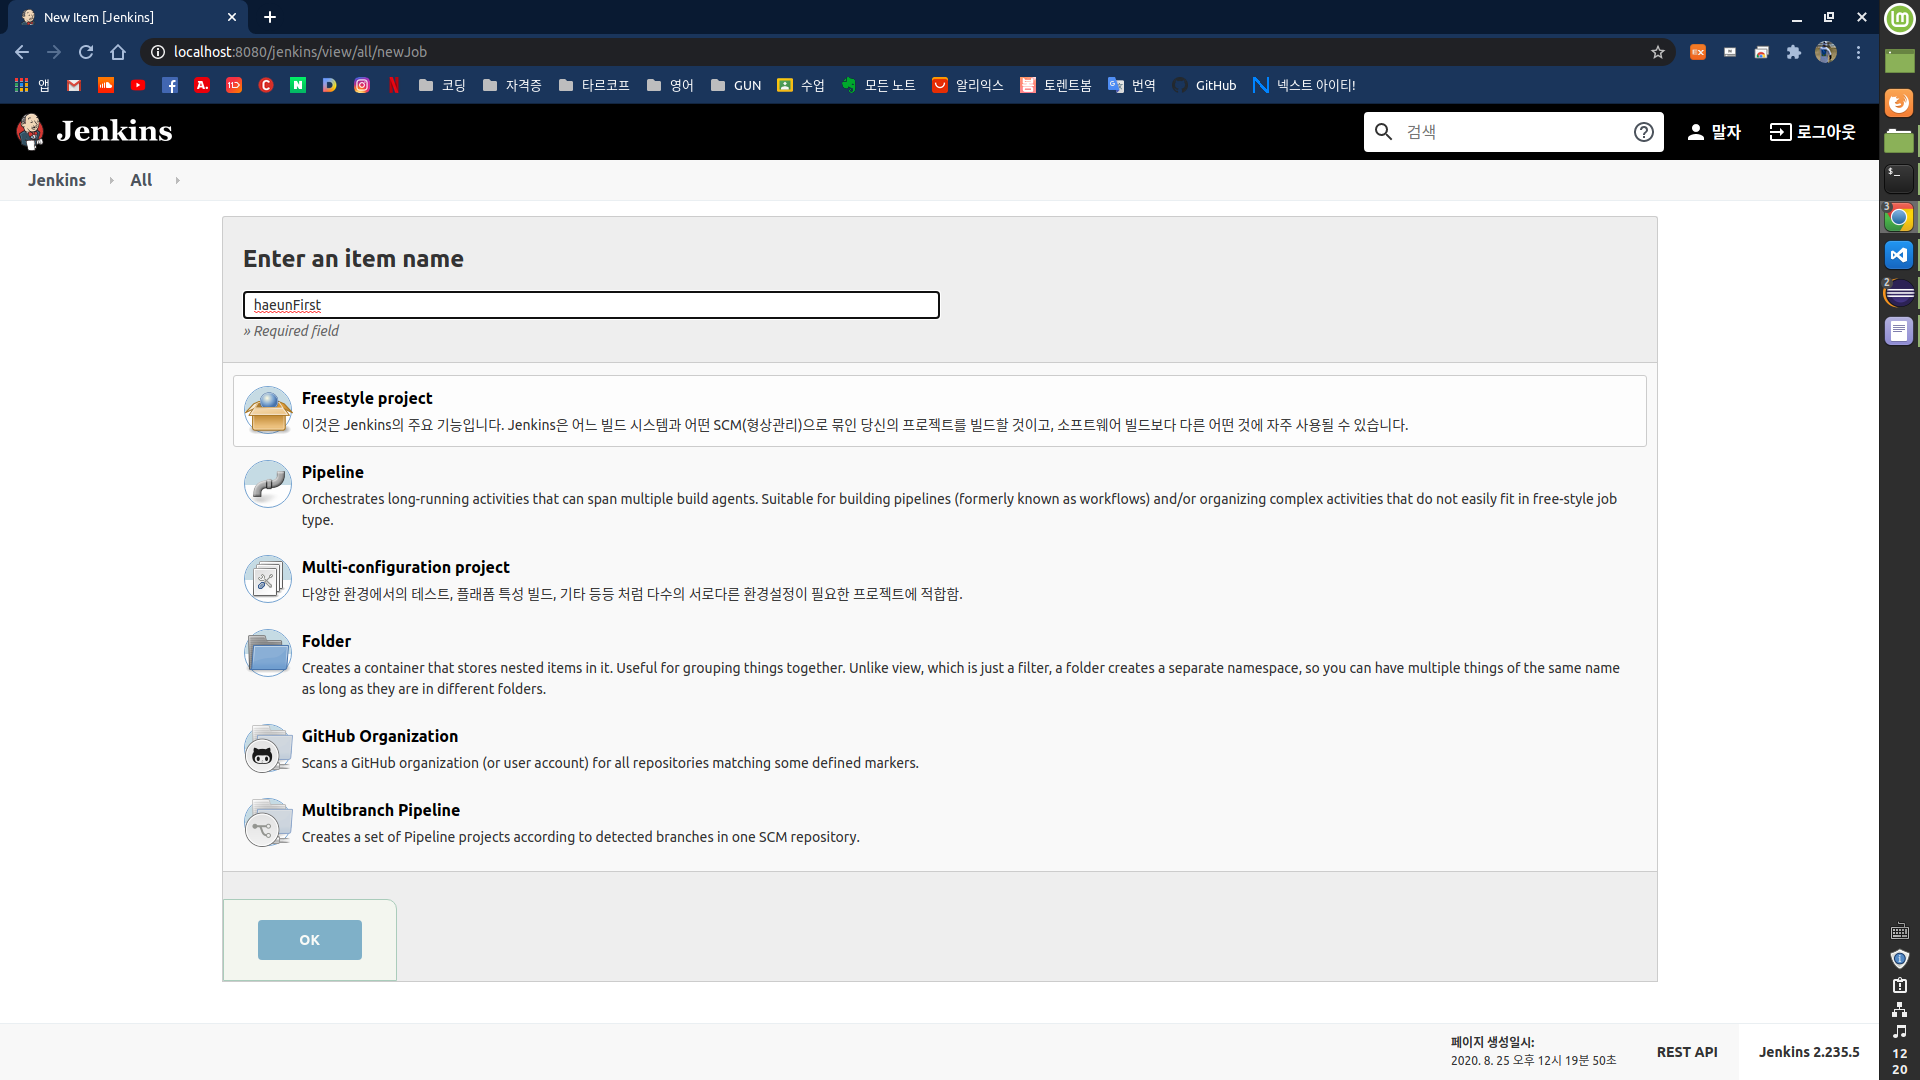 New Item [Jenkins]
localhost:8080/jenkins/view/all/newJob
앱
코딩
자격증
타르코프
영어
GUN
수업
모든 노트
알리익스
토렌트봄
번역
GitHub
넥스트 아이티!
Jenkins
검색
말자
로그아웃
Jenkins
All
Enter an item name
haeunFirst
» Required field
Freestyle project
이것은 Jenkins의 주요 기능입니다. Jenkins은 어느 빌드 시스템과 어떤 SCM(형상관리)으로 묶인 당신의 프로젝트를 빌드할 것이고, 소프트웨어 빌드보다 다른 어떤 것에 자주 사용될 수 있습니다.
Pipeline
Orchestrates long-running activities that can span multiple build agents. Suitable for building pipelines (formerly known as workflows) and/or organizing complex activities that do not easily fit in free-style job
type.
Multi-configuration project
다양한 환경에서의 테스트, 플래폼 특성 빌드, 기타 등등 처럼 다수의 서로다른 환경설정이 필요한 프로젝트에 적합함.
Folder
Creates a container that stores nested items in it. Useful for grouping things together. Unlike view, which is just a filter, a folder creates a separate namespace, so you can have multiple things of the same name
as long as they are in different folders.
GitHub Organization
Scans a GitHub organization (or user account) for all repositories matching some defined markers.
Multibranch Pipeline
Creates a set of Pipeline projects according to detected branches in one SCM repository.
OK
페이지 생성일시:
2020. 8. 25 오후 12시 19분 50초
REST API
Jenkins 2.235.5
3
2
12
20